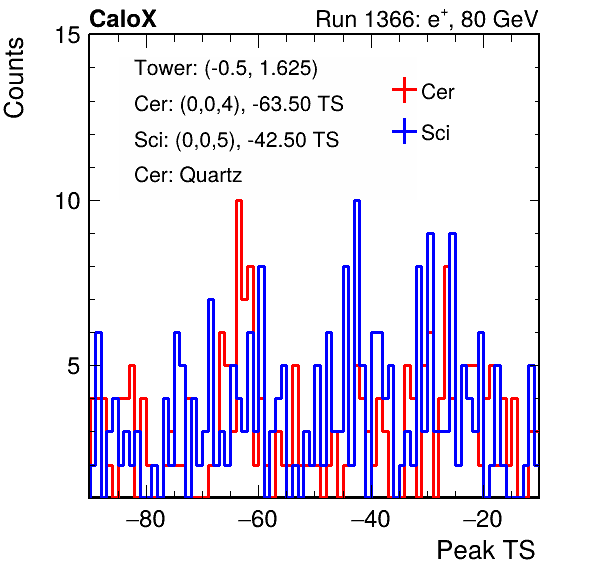 CaloX Run 1366: e⁺, 80 GeV
Counts
15
10
5
Tower: (-0.5, 1.625)
Cer: (0,0,4), -63.50 TS
Sci: (0,0,5), -42.50 TS
Cer: Quartz
Cer
Sci
−80 −60 −40 −20
Peak TS